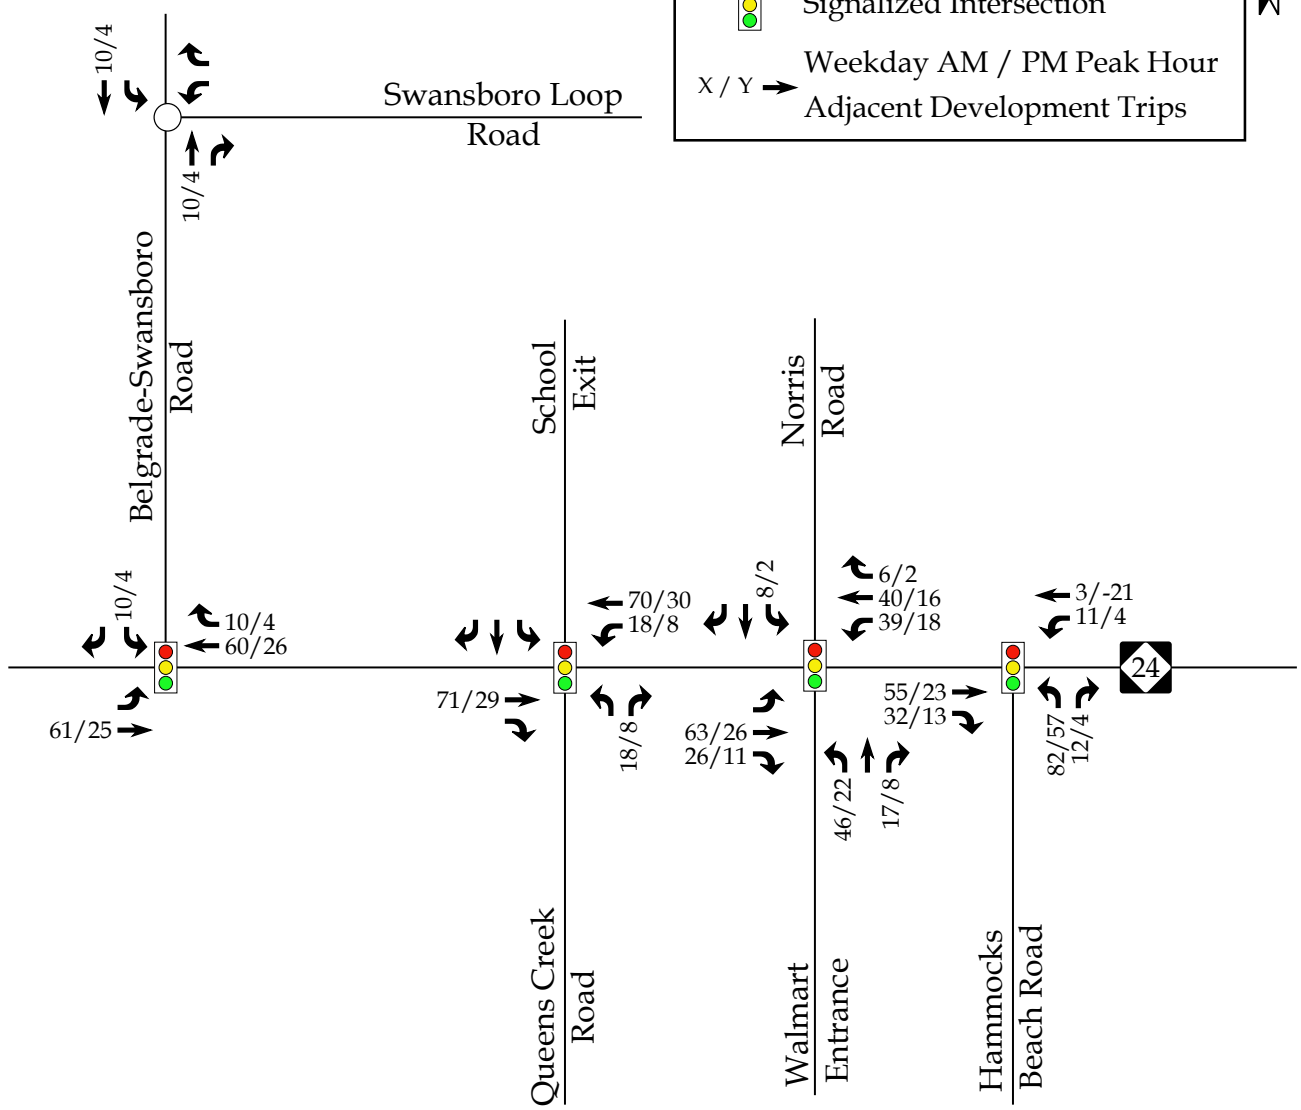 Signalized Intersection
X / Y
Weekday AM / PM Peak Hour
Adjacent Development Trips
10/4
Swansboro Loop
Road
10/4
Belgrade-Swansboro
Road
School
Exit
Norris
Road
10/4
10/4
60/26
61/25
70/30
18/8
71/29
18/8
8/2
6/2
40/16
39/18
63/26
26/11
46/22
17/8
3/-21
11/4
55/23
32/13
82/57
12/4
24
Queens Creek
Road
Walmart
Entrance
Hammocks
Beach Road